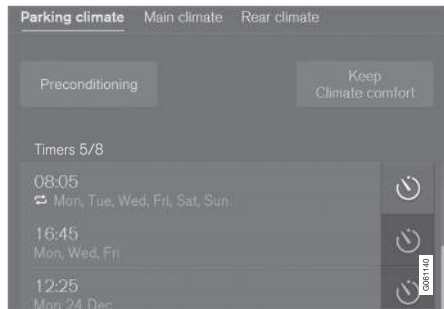 Parking climate Main climate Rear climate
Preconditioning
Keep
Climate comfort
Timers 5/8
08:05
Mon, Tue, Wed, Fri, Sat, Sun
16:45
Mon, Wed, Fri
12:25
Mon 24 Dec
G061140